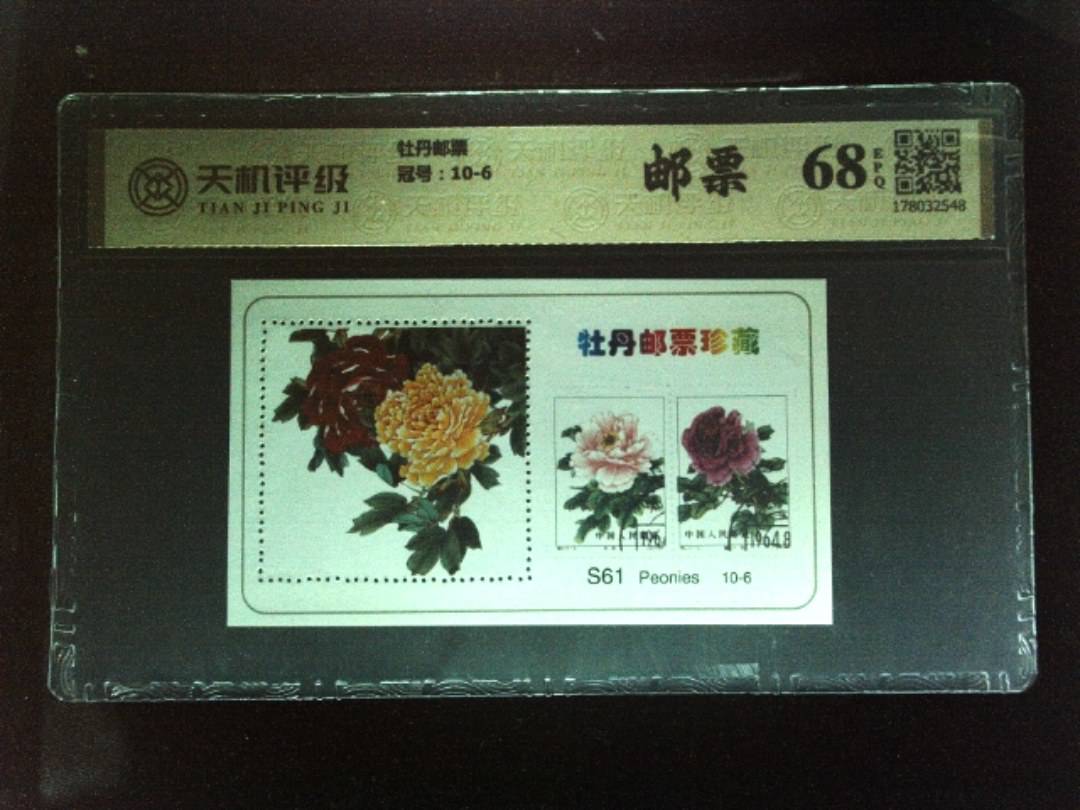 天机评级
TIAN JI PING JI
牡丹邮票
冠号：10-6
邮票
68
EPQ
178032548
牡丹邮票珍藏
中国人民邮政
中国人民邮政
1964.8
S61 Peonies 10-6